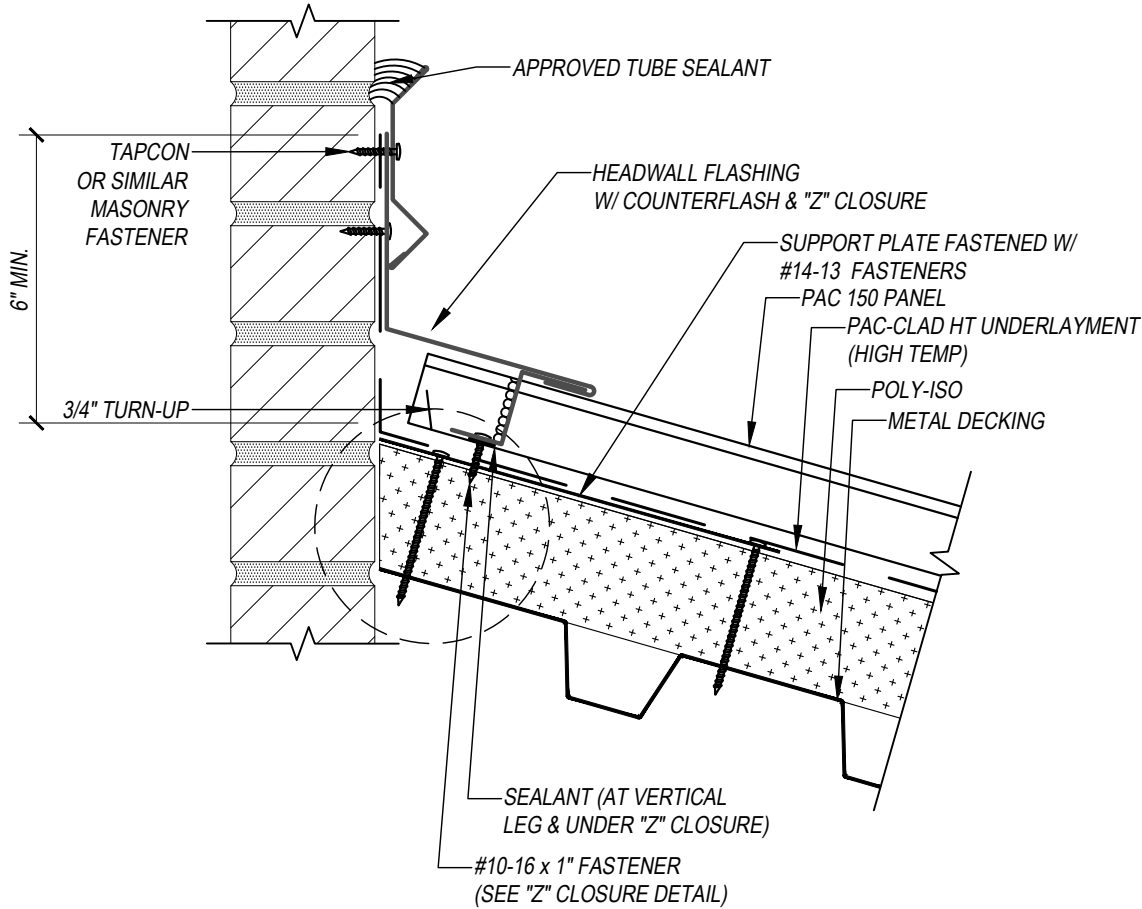 APPROVED TUBE SEALANT
TAPCON
OR SIMILAR
MASONRY
FASTENER
6" MIN.
3/4" TURN-UP
HEADWALL FLASHING
W/ COUNTERFLASH & "Z" CLOSURE
SUPPORT PLATE FASTENED W/
#14-13 FASTENERS
PAC 150 PANEL
PAC-CLAD HT UNDERLAYMENT
(HIGH TEMP)
POLY-ISO
METAL DECKING
SEALANT (AT VERTICAL
LEG & UNDER "Z" CLOSURE)
#10-16 x 1" FASTENER
(SEE "Z" CLOSURE DETAIL)